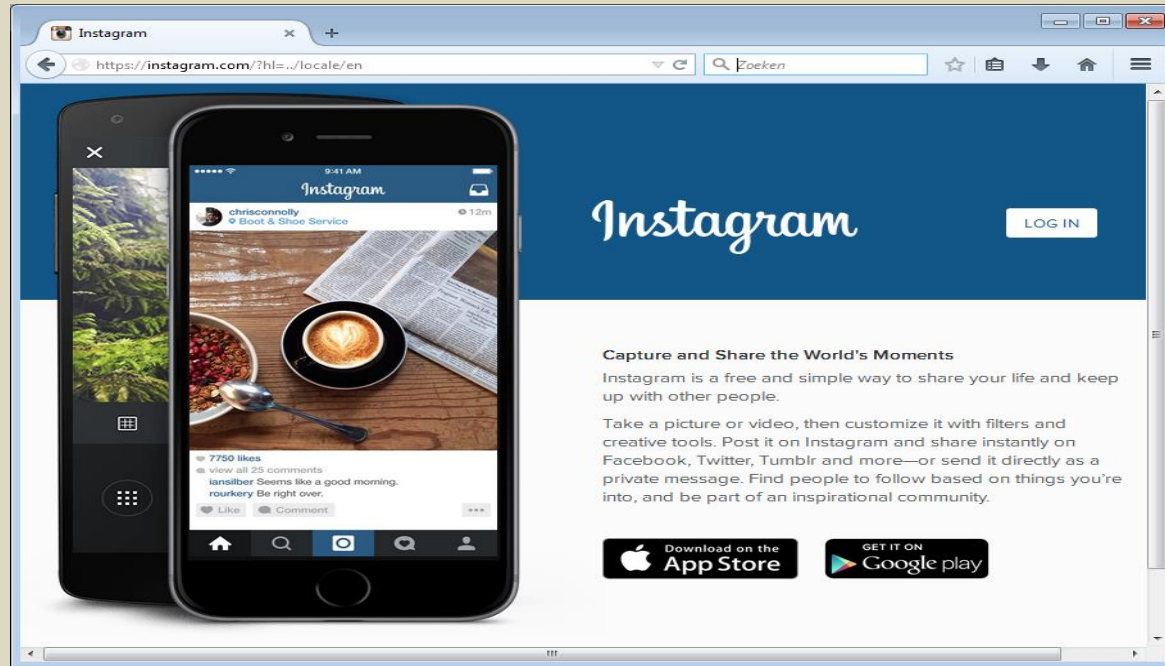 Instagram
https://instagram.com/?hl=../locale/en
Zoeken
9:41 AM
Instagram
chrisconnolly
12m
Boot & Shoe Service
7750 likes
view all 25 comments
iansilber Seems like a good morning.
rourkery Be right over.
Like
Comment
Instagram
LOG IN
Capture and Share the World's Moments
Instagram is a free and simple way to share your life and keep
up with other people.
Take a picture or video, then customize it with filters and
creative tools. Post it on Instagram and share instantly on
Facebook, Twitter, Tumblr and more—or send it directly as a
private message. Find people to follow based on things you're
into, and be part of an inspirational community.
Download on the
App Store
GET IT ON
Google play